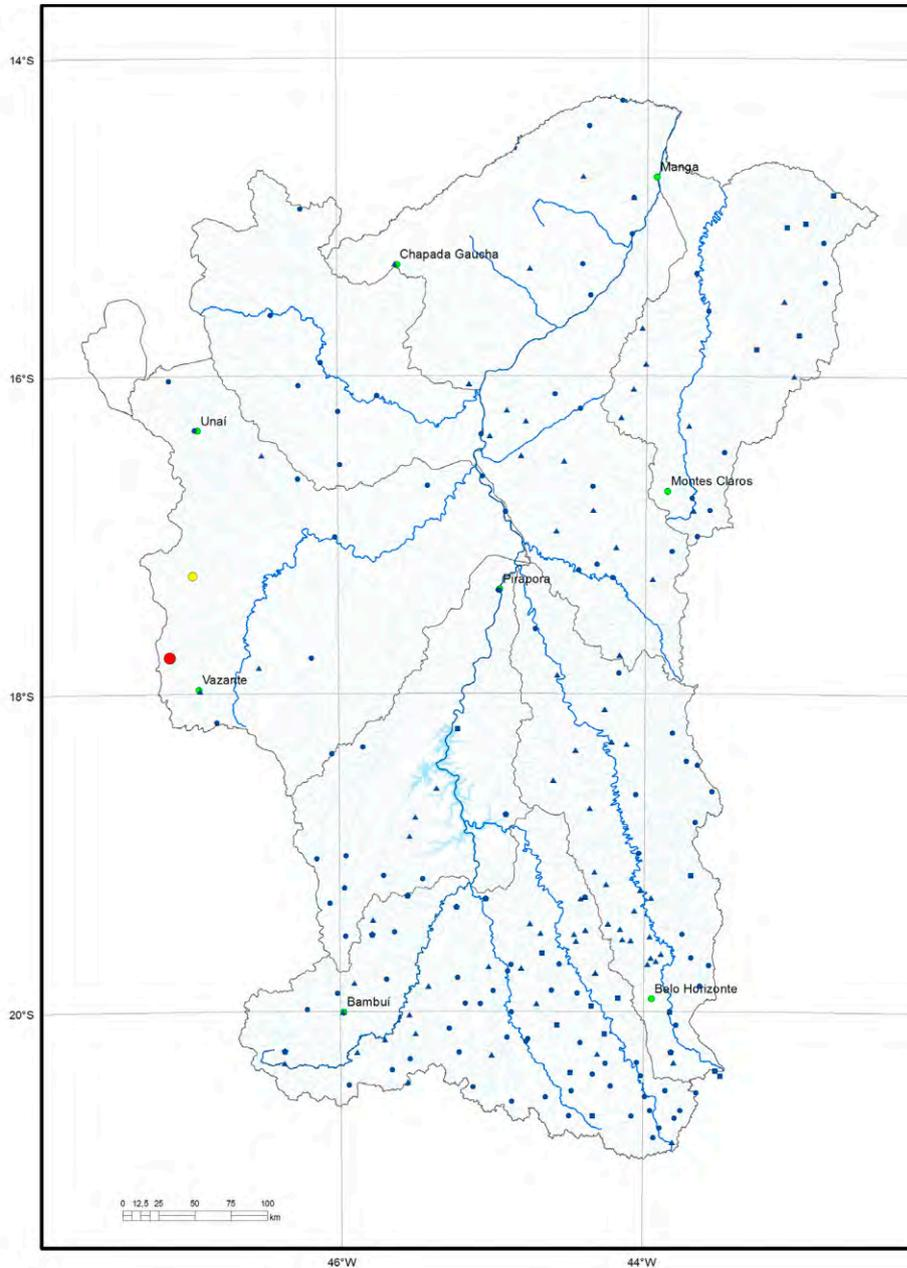 14°S
Manga
Chapada Gaucha
16°S
Unaí
Montes Claros
Pirapora
18°S
Vazante
Belo Horizonte
20°S
Bambuí
0 12,5 25 50 75 100
km
46°W 44°W